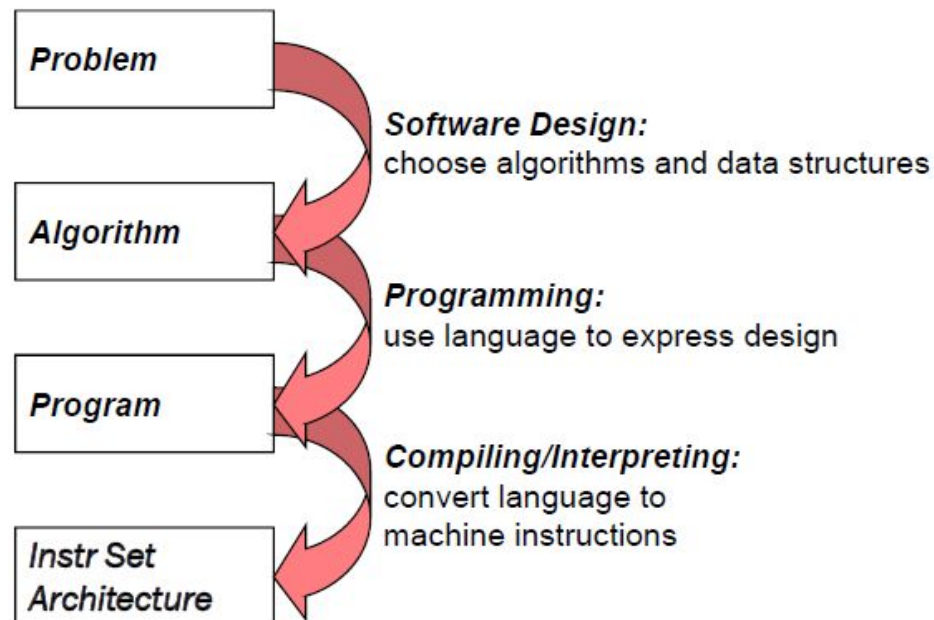 Problem
Software Design:
choose algorithms and data structures
Algorithm
Programming:
use language to express design
Program
Compiling/Interpreting:
convert language to
machine instructions
Instr Set
Architecture